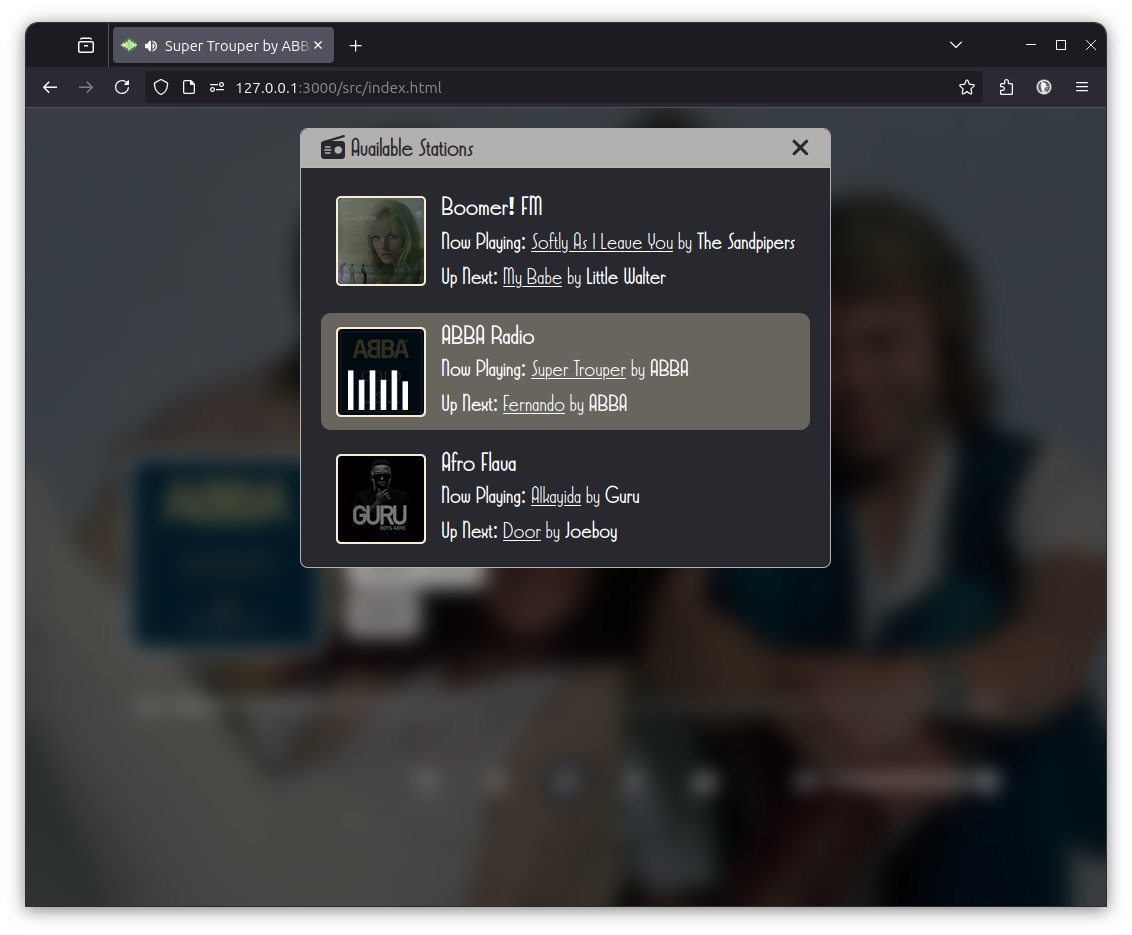 Super Trouper by ABB
127.0.0.1:3000/src/index.html
Available Stations
Boomer! FM
Now Playing: Softly As I Leave You by The Sandpipers
Up Next: My Babe by Little Walter
ABBA
ABBA Radio
Now Playing: Super Trouper by ABBA
Up Next: Fernando by ABBA
GURU
BOYS ABRE
Afro Flava
Now Playing: Alkayida by Guru
Up Next: Door by Joeboy
ABBA